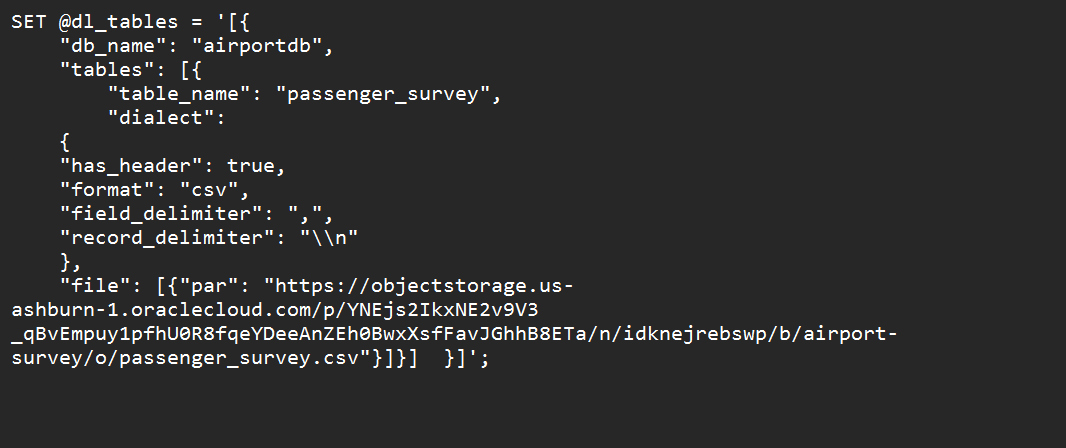 SET @dl_tables = '[{
"db_name": "airportdb",
"tables": [{
"table_name": "passenger_survey",
"dialect":
{
"has_header": true,
"format": "csv",
"field_delimiter": ",",
"record_delimiter": "\\n"
},
"file": [{"par": "https://objectstorage.us-
ashburn-1.oraclecloud.com/p/YNEjs2IkxNE2v9V3
_qBvEmpuy1pfhU0R8fqeYDeeAnZEh0BwxXsfFavJGhhB8ETa/n/idknejrebswp/b/airport-
survey/o/passenger_survey.csv"}]}]  }]';